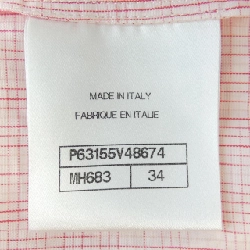 MADE IN ITALY
FABRIQUE EN ITALIE
P63155V48674
MH683 34